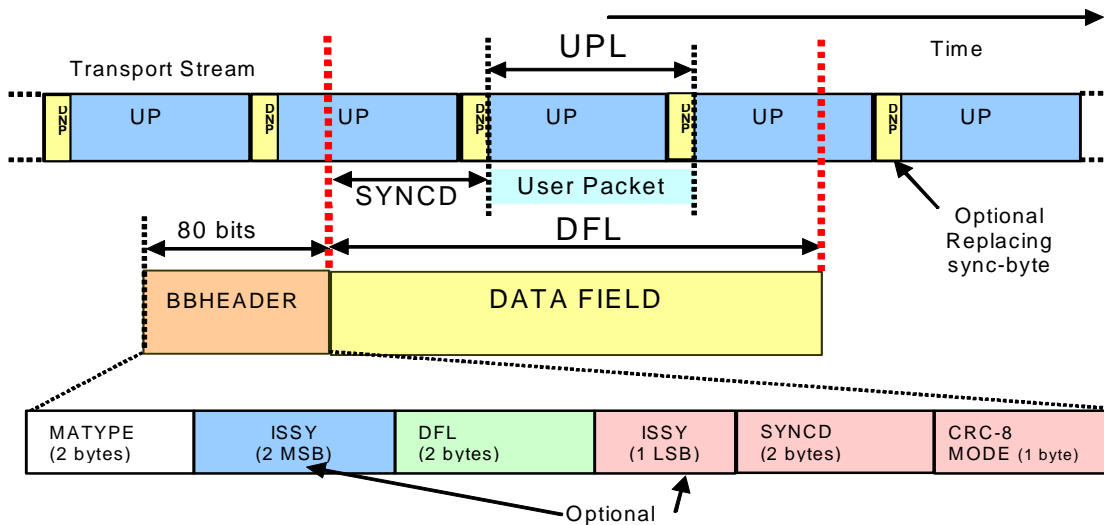 UPL
Time
Transport Stream
DNP UP DNP UP DNP UP DNP UP DNP UP
SYNCD
User Packet
80 bits
DFL
Optional
Replacing
sync-byte
BBHEADER
DATA FIELD
MATYPE
(2 bytes)
ISSY
(2 MSB)
DFL
(2 bytes)
ISSY
(1 LSB)
SYNCD
(2 bytes)
CRC-8
MODE (1 byte)
Optional